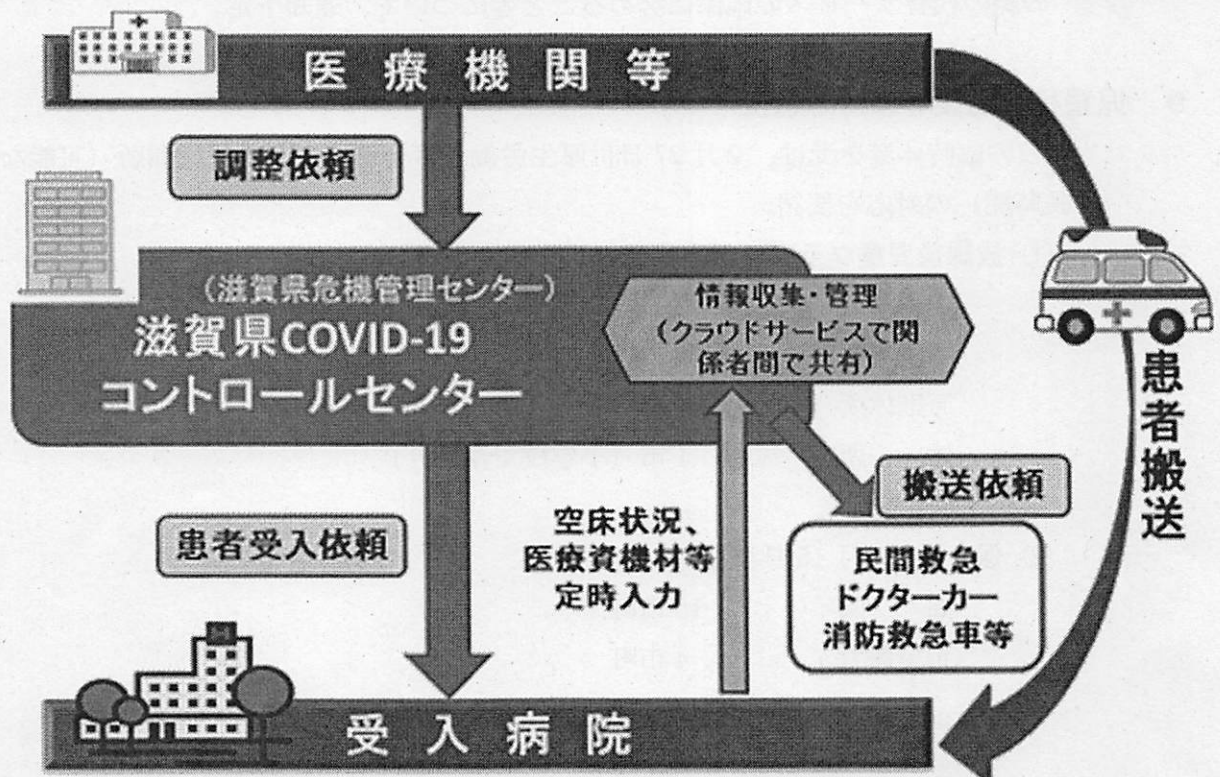 医療機関等
調整依頼
(滋賀県危機管理センター)
滋賀県COVID-19
コントロールセンター
情報収集・管理
(クラウドサービスで関
係者間で共有)
搬送依頼
患者搬送
患者受入依頼
空床状況、
医療資機材等
定時入力
民間救急
ドクターカー
消防救急車等
受入病院
H